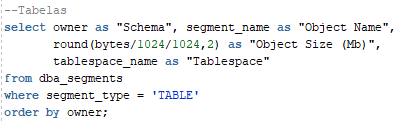 --Tabelas
select owner as "Schema", segment_name as "Object Name",
round(bytes/1024/1024,2) as "Object Size (Mb)",
tablespace_name as "Tablespace"
from dba_segments
where segment_type = 'TABLE'
order by owner;